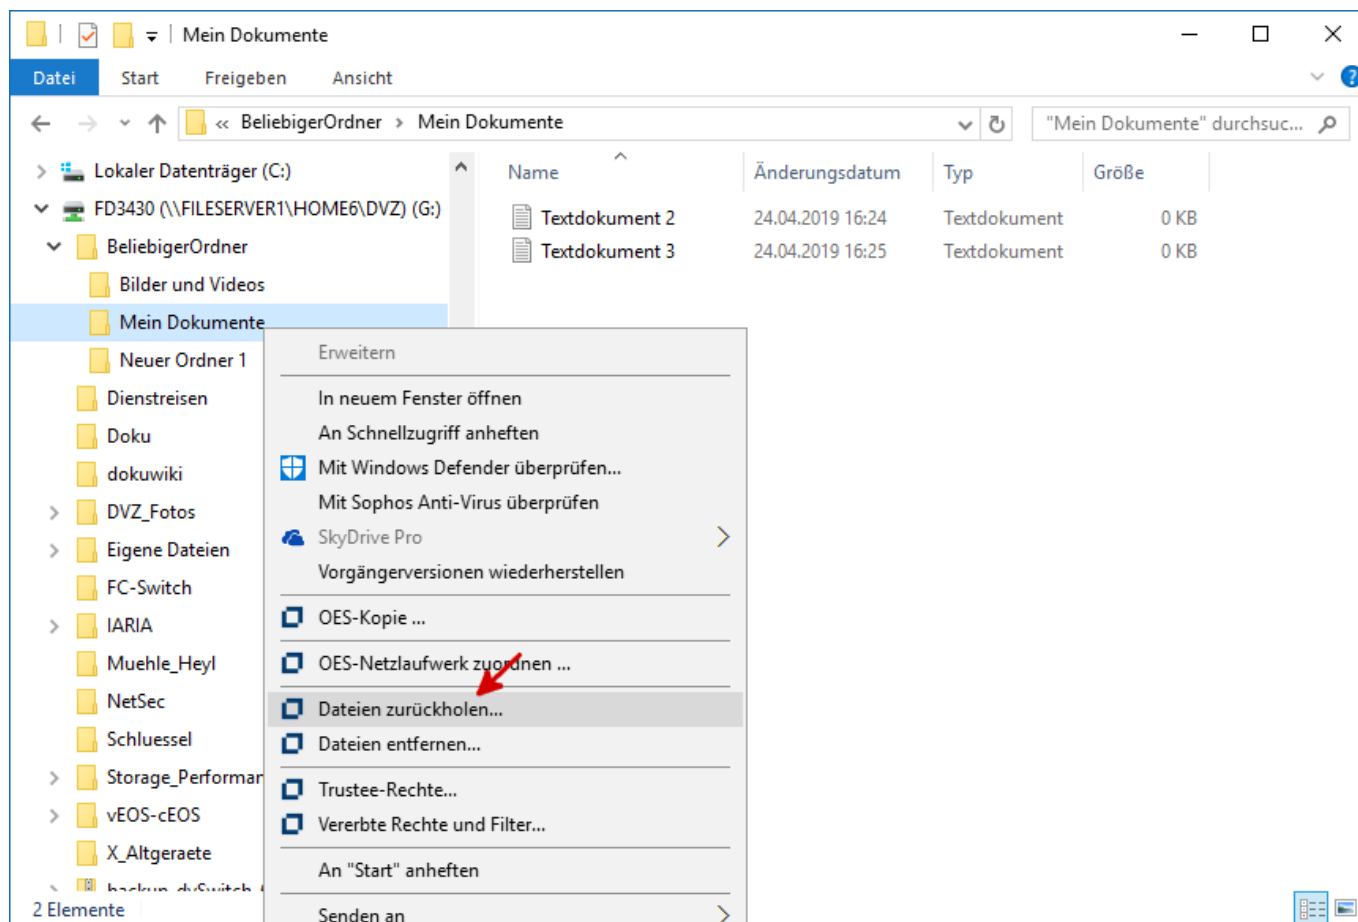 Mein Dokumente
Datei Start Freigeben Ansicht ?
« BeliebigerOrdner > Mein Dokumente "Mein Dokumente" durchsuc...
Lokaler Datenträger (C:)
FD3430 (\\FILESERVER1\HOME6\DVZ) (G:)
BeliebigerOrdner
Bilder und Videos
Mein Dokumente
Neuer Ordner 1
Dienstreisen
Doku
dokuwiki
DVZ_Fotos
Eigene Dateien
FC-Switch
IARIA
Muehle_Heyl
NetSec
Schluessel
Storage_Performan
vEOS-cEOS
X_Altgeraete
backup_dvSwitch
Name Änderungsdatum Typ Größe
Textdokument 2 24.04.2019 16:24 Textdokument 0 KB
Textdokument 3 24.04.2019 16:25 Textdokument 0 KB
Erweitern
In neuem Fenster öffnen
An Schnellzugriff anheften
Mit Windows Defender überprüfen...
Mit Sophos Anti-Virus überprüfen
SkyDrive Pro
Vorgängerversionen wiederherstellen
OES-Kopie ...
OES-Netzlaufwerk zuordnen ...
Dateien zurückholen...
Dateien entfernen...
Trustee-Rechte...
Vererbte Rechte und Filter...
An "Start" anheften
Senden an
2 Elemente